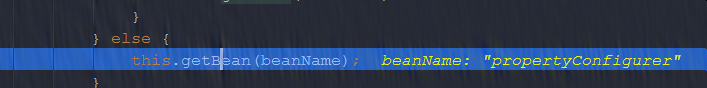 }
} else {
this.getBean(beanName); beanName: "propertyConfigurer"
}